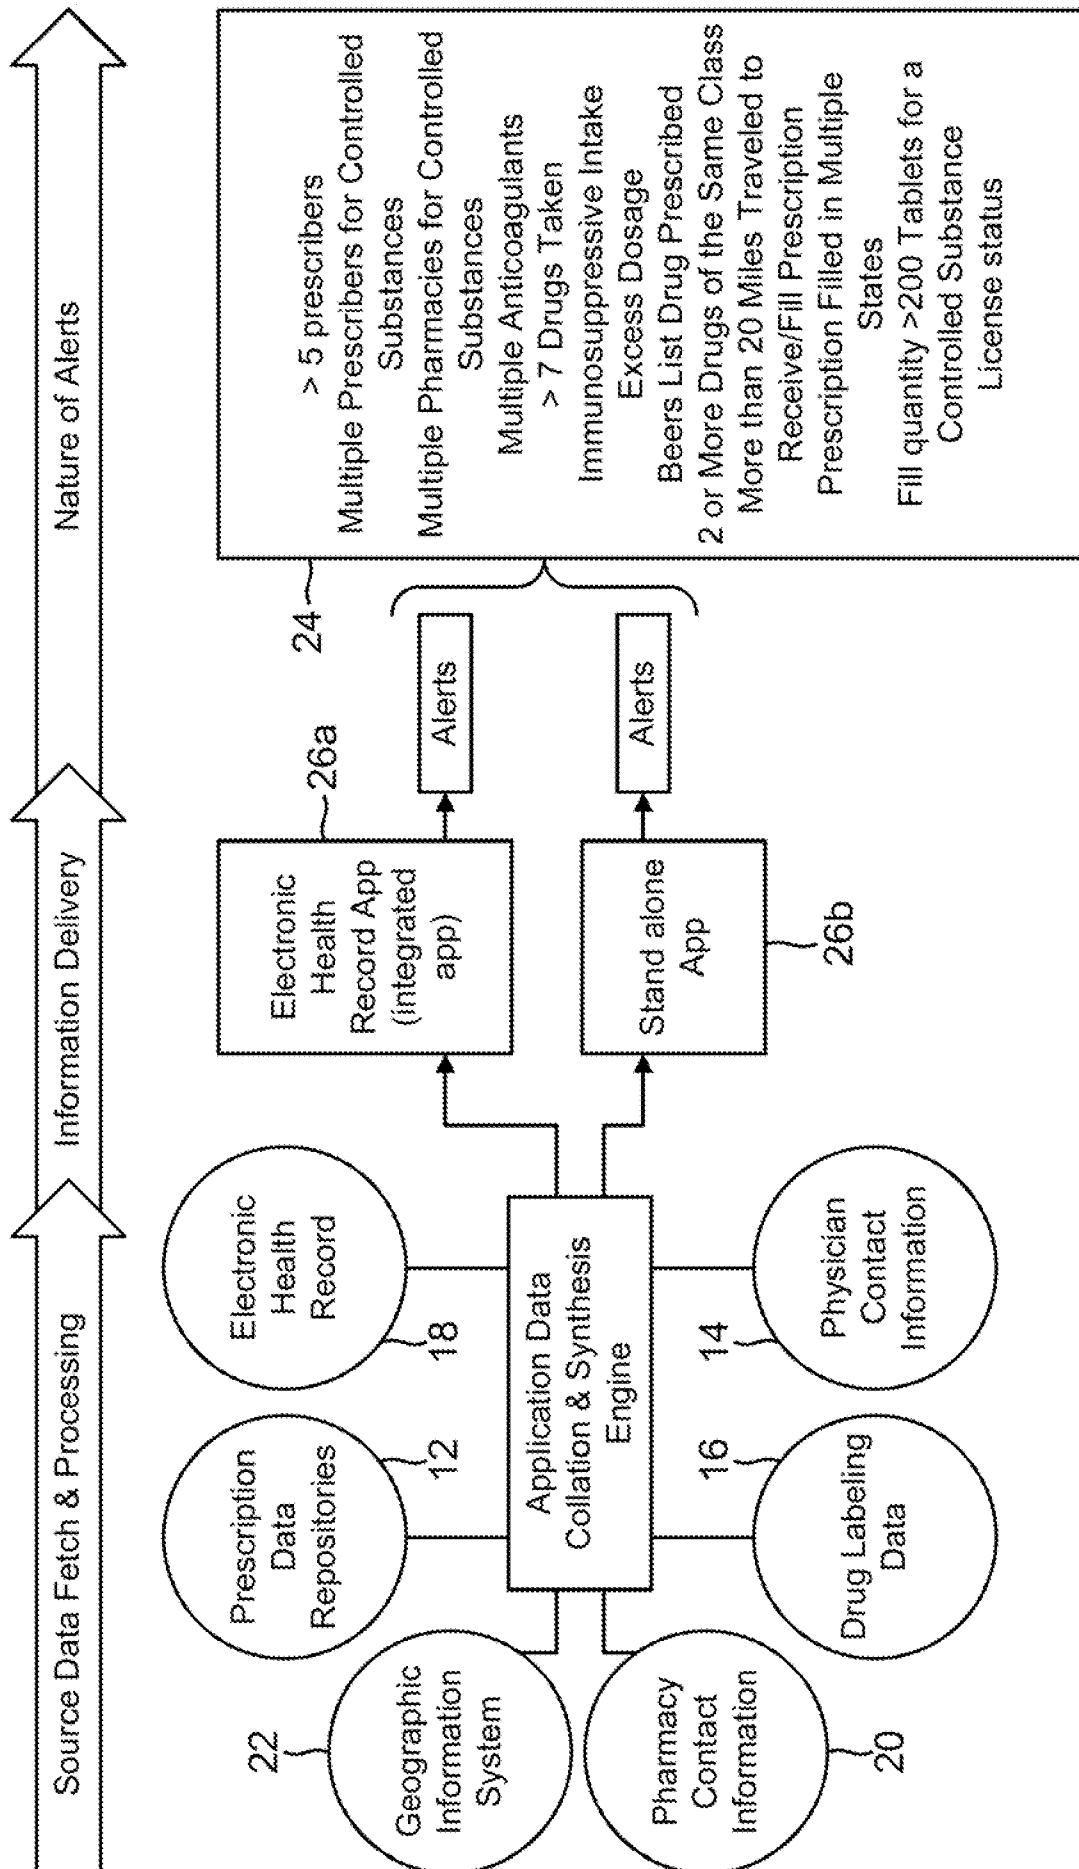 Source Data Fetch & Processing
Information Delivery
Nature of Alerts
22
Geographic
Information
System
Prescription
Data
Repositories
12
Electronic
Health
Record
18
Application Data
Collation & Synthesis
Engine
Pharmacy
Contact
Information
20
16
Drug Labeling
Data
14
Physician
Contact
Information
Electronic
Health
Record App
(integrated
app)
26a
Stand alone
App
26b
Alerts
Alerts
24
> 5 prescribers
Multiple Prescribers for Controlled
Substances
Multiple Pharmacies for Controlled
Substances
Multiple Anticoagulants
> 7 Drugs Taken
Immunosuppressive Intake
Excess Dosage
Beers List Drug Prescribed
2 or More Drugs of the Same Class
More than 20 Miles Traveled to
Receive/Fill Prescription
Prescription Filled in Multiple
States
Fill quantity >200 Tablets for a
Controlled Substance
License status